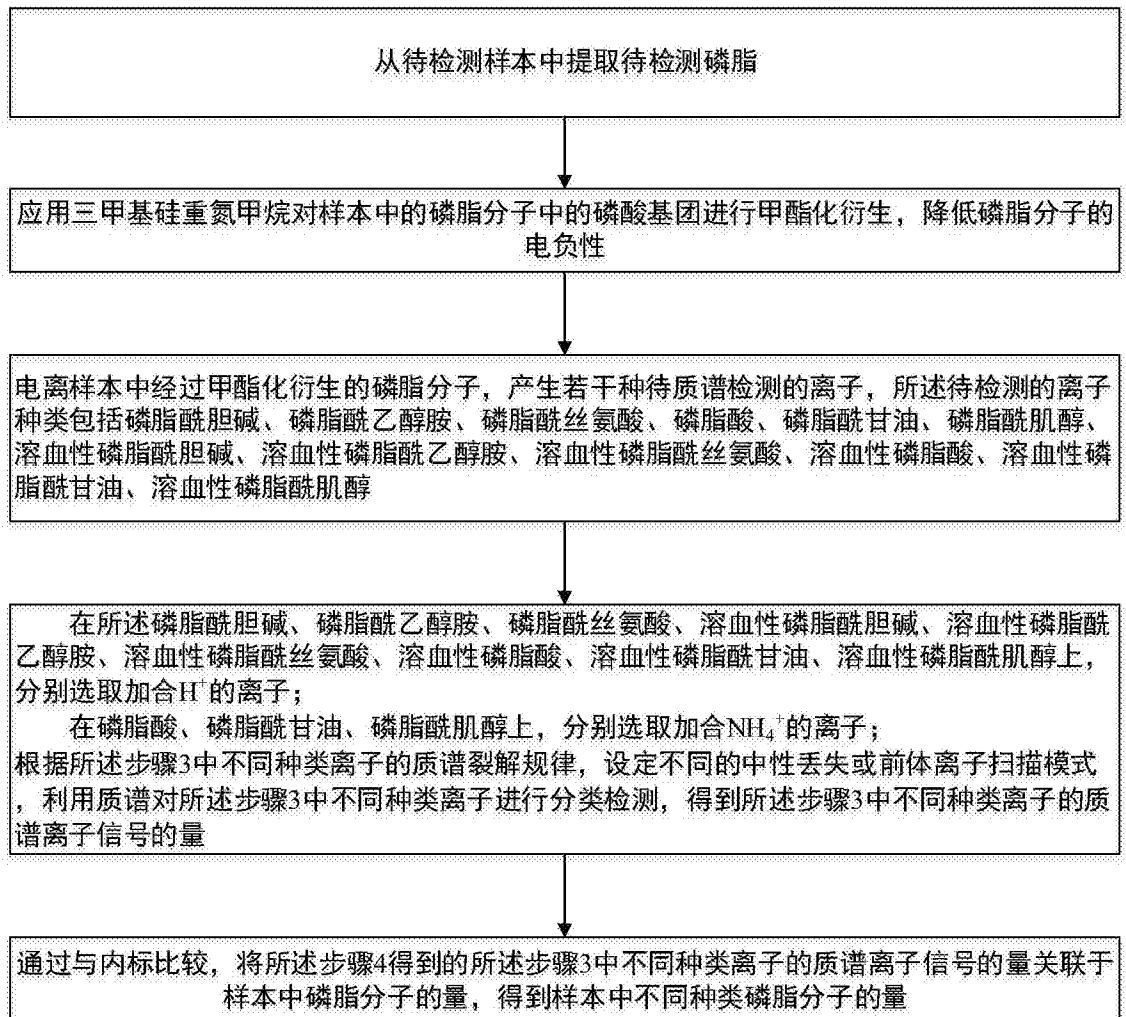 从待检测样本中提取待检测磷脂
应用三甲基硅重氮甲烷对样本中的磷脂分子中的磷酸基团进行甲酯化衍生，降低磷脂分子的
电负性
电离样本中经过甲酯化衍生的磷脂分子，产生若干种待质谱检测的离子，所述待检测的离子
种类包括磷脂酰胆碱、磷脂酰乙醇胺、磷脂酰丝氨酸、磷脂酸、磷脂酰甘油、磷脂酰肌醇、
溶血性磷脂酰胆碱、溶血性磷脂酰乙醇胺、溶血性磷脂酰丝氨酸、溶血性磷脂酸、溶血性磷
脂酰甘油、溶血性磷脂酰肌醇
在所述磷脂酰胆碱、磷脂酰乙醇胺、磷脂酰丝氨酸、溶血性磷脂酰胆碱、溶血性磷脂酰
乙醇胺、溶血性磷脂酰丝氨酸、溶血性磷脂酸、溶血性磷脂酰甘油、溶血性磷脂酰肌醇上，
分别选取加合H⁺的离子；
在磷脂酸、磷脂酰甘油、磷脂酰肌醇上，分别选取加合NH₄⁺的离子；
根据所述步骤3中不同种类离子的质谱裂解规律，设定不同的中性丢失或前体离子扫描模式
，利用质谱对所述步骤3中不同种类离子进行分类检测，得到所述步骤3中不同种类离子的质
谱离子信号的量
通过与内标比较，将所述步骤4得到的所述步骤3中不同种类离子的质谱离子信号的量关联于
样本中磷脂分子的量，得到样本中不同种类磷脂分子的量